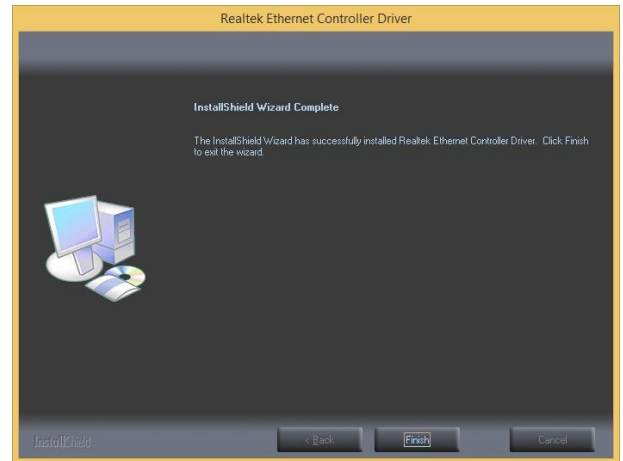 Realtek Ethernet Controller Driver
InstallShield Wizard Complete
The InstallShield Wizard has successfully installed Realtek Ethernet Controller Driver. Click Finish
to exit the wizard.
InstallShield
< Back
Finish
Cancel